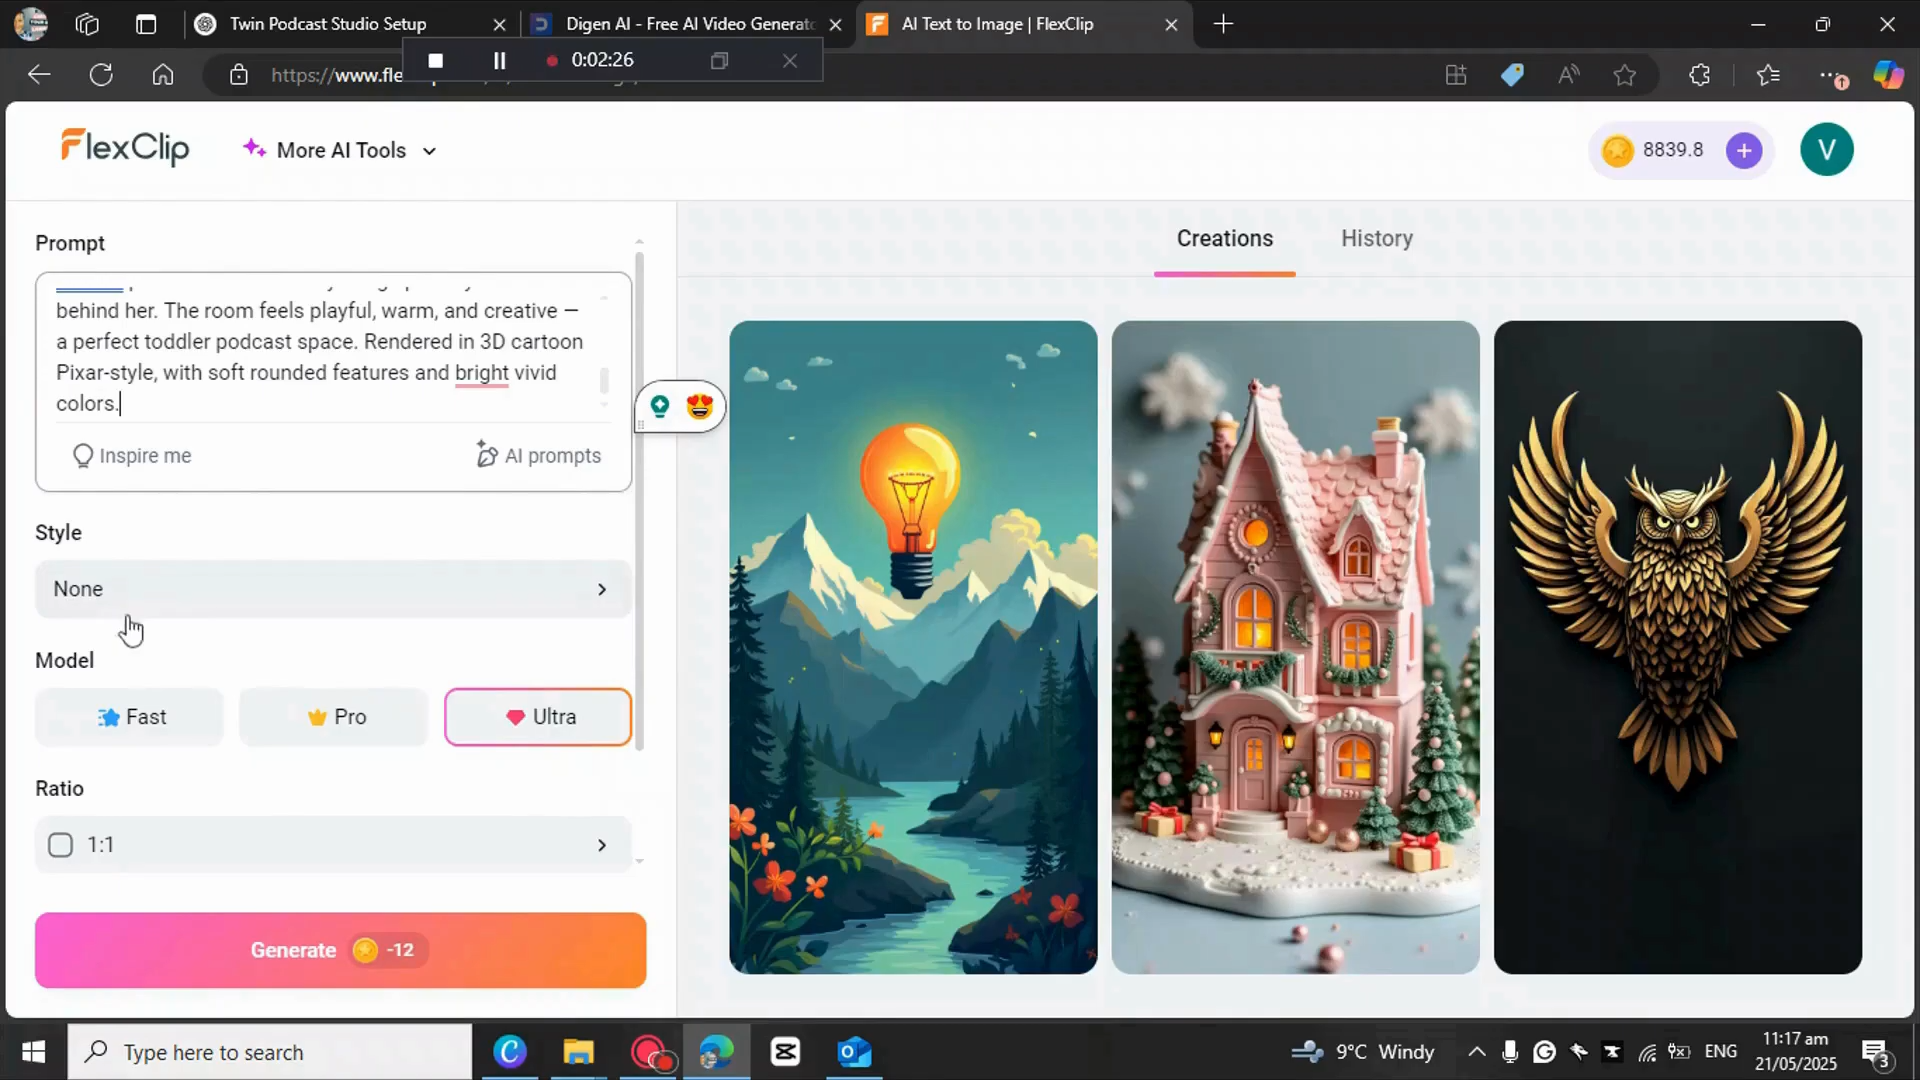 Twin Podcast Studio Setup
Digen AI - Free AI Video Generato
AI Text to Image | FlexClip
0:02:26
https://www.fle
FlexClip
More AI Tools
8839.8
V
Prompt
behind her. The room feels playful, warm, and creative —
a perfect toddler podcast space. Rendered in 3D cartoon
Pixar-style, with soft rounded features and bright vivid
colors.
Inspire me
AI prompts
Style
None
Model
Fast
Pro
Ultra
Ratio
1:1
Generate -12
Creations
History
Type here to search
9°C Windy
ENG
11:17 am
21/05/2025
3